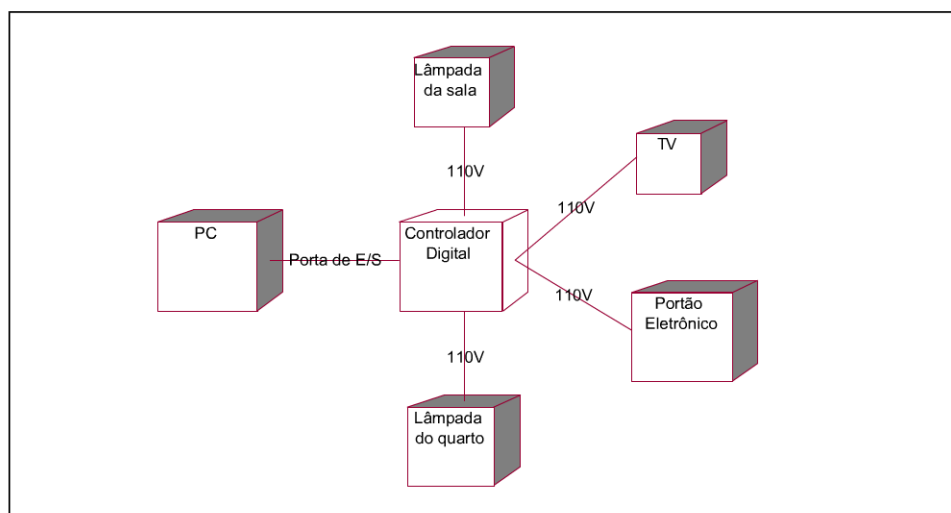 Lâmpada
da sala
110V
TV
110V
PC
Porta de E/S
Controlador
Digital
110V
Portão
Eletrônico
110V
Lâmpada
do quarto